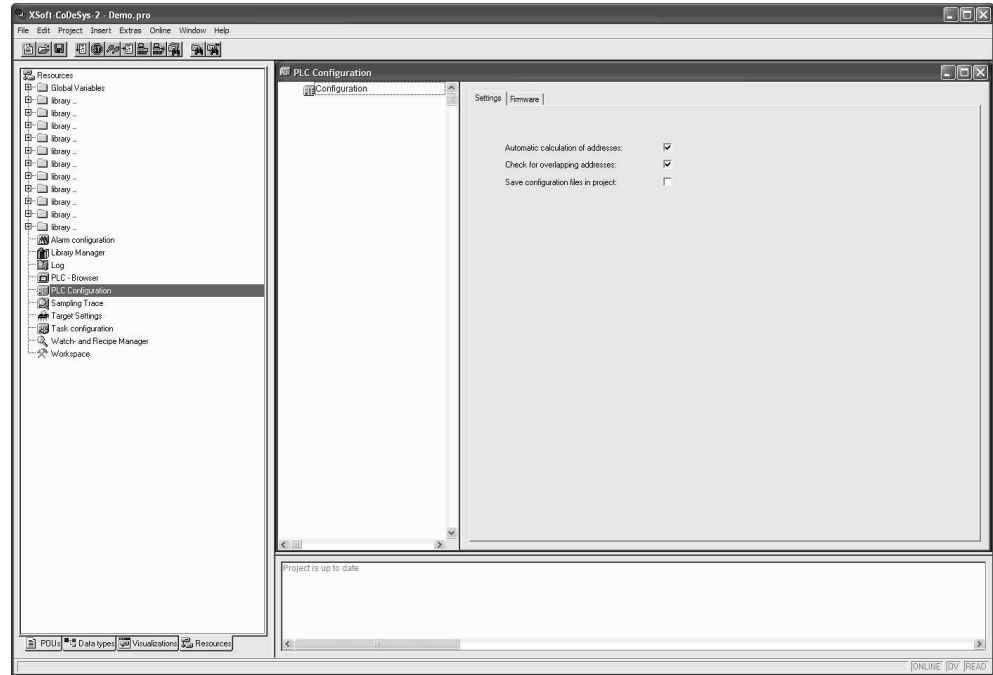 XSoft-CoDeSys-2 - Demo.pro
File Edit Project Insert Extras Online Window Help
Resources
Global Variables
library ..
library ..
library ..
library ..
library ..
library ..
library ..
library ..
library ..
library ..
library ..
Alarm configuration
Library Manager
Log
PLC - Browser
PLC Configuration
Sampling Trace
Target Settings
Task configuration
Watch- and Recipe Manager
Workspace
POUs Data types Visualizations Resources
PLC Configuration
Configuration
Settings Firmware
Automatic calculation of addresses:
Check for overlapping addresses:
Save configuration files in project:
Project is up to date
ONLINE OV READ